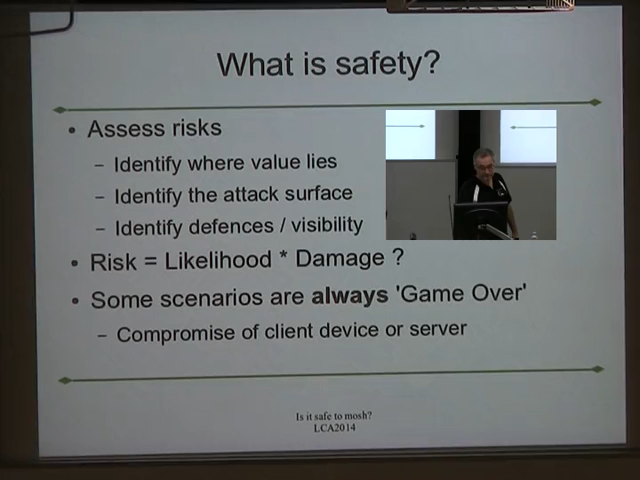 What is safety?
• Assess risks
– Identify where value lies
– Identify the attack surface
– Identify defences / visibility
• Risk = Likelihood * Damage ?
• Some scenarios are always 'Game Over'
– Compromise of client device or server
Is it safe to mosh?
LCA2014